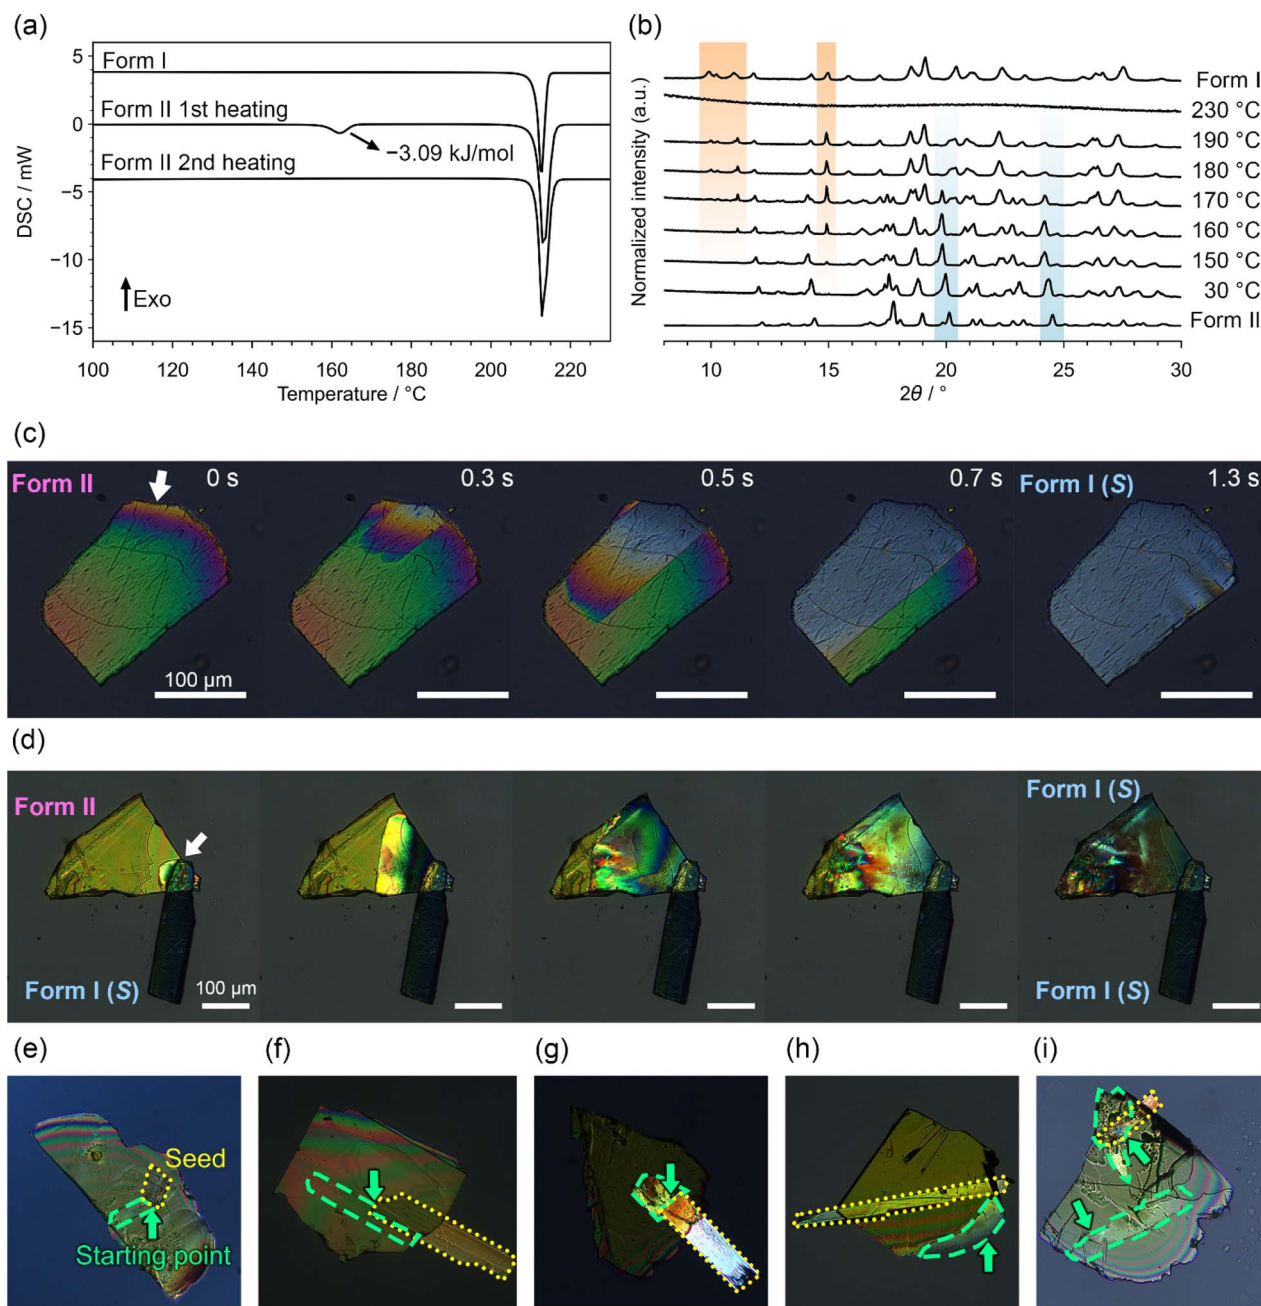 (a)
5
0
−5
−10
−15
DSC / mW
Form I
Form II 1st heating
−3.09 kJ/mol
Form II 2nd heating
Exo
100 120 140 160 180 200 220
Temperature / °C
(b)
Normalized intensity (a.u.)
Form I
230 °C
190 °C
180 °C
170 °C
160 °C
150 °C
30 °C
Form II
10 15 20 25 30
2θ / °
(c)
Form II 0 s 0.3 s 0.5 s 0.7 s Form I (S) 1.3 s
100 μm
(d)
Form II
Form I (S)
Form I (S) 100 μm
Form I (S)
(e) (f) (g) (h) (i)
Seed
Starting point